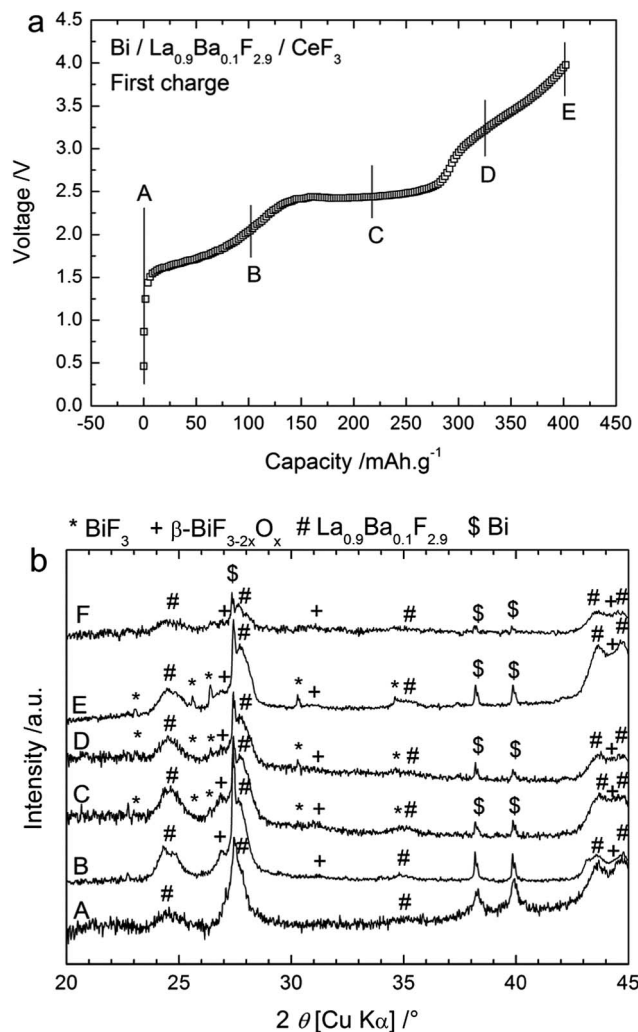 a
Bi / La₀.₉Ba₀.₁F₂.₉ / CeF₃
First charge
4.5
4.0
3.5
3.0
2.5
2.0
1.5
1.0
0.5
0.0
Voltage /V
A
B
C
D
E
-50 0 50 100 150 200 250 300 350 400 450
Capacity /mAh.g⁻¹
* BiF₃ + β-BiF₃₋₂ₓOₓ # La₀.₉Ba₀.₁F₂.₉ $ Bi
b
Intensity /a.u.
F # + $ # + # $ $ # + #
E * # * * + # * + * # $ $ # + #
D * # * * + # * + * # $ $ # + #
C * # * * + # * + * # $ $ # + #
B # + # + # # + #
A # #
20 25 30 35 40 45
2 θ [Cu Kα] /°